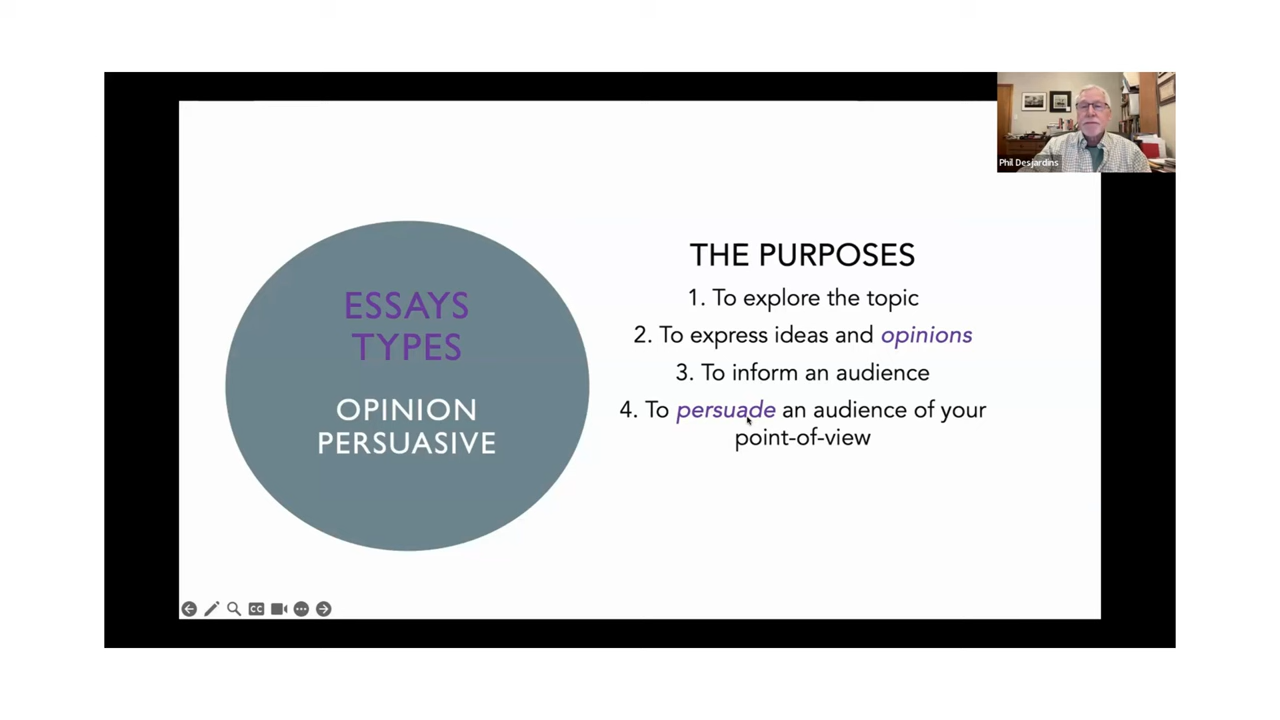 Phil Desjardins
ESSAYS
TYPES
OPINION
PERSUASIVE
THE PURPOSES
1. To explore the topic
2. To express ideas and opinions
3. To inform an audience
4. To persuade an audience of your
point-of-view
CC